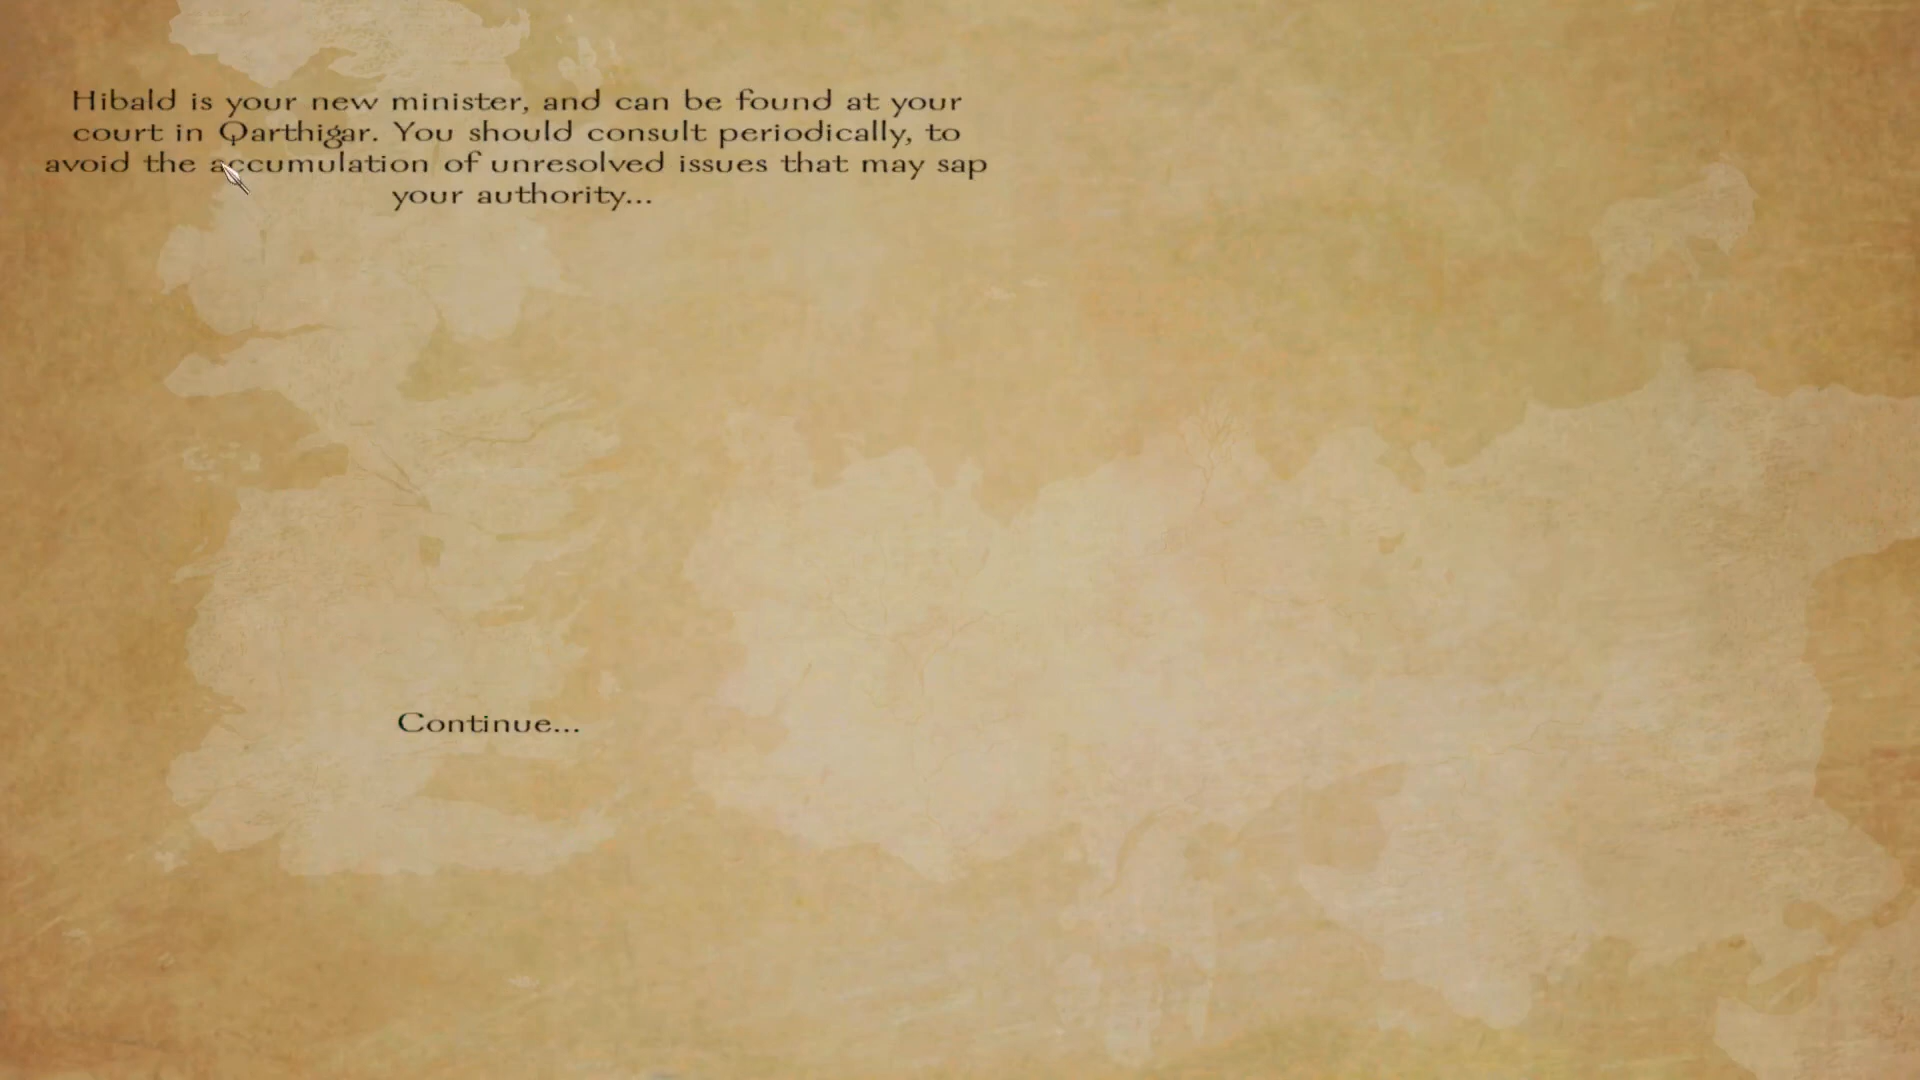 Hibald is your new minister, and can be found at your
court in Qarthigar. You should consult periodically, to
avoid the accumulation of unresolved issues that may sap
your authority...
Continue...